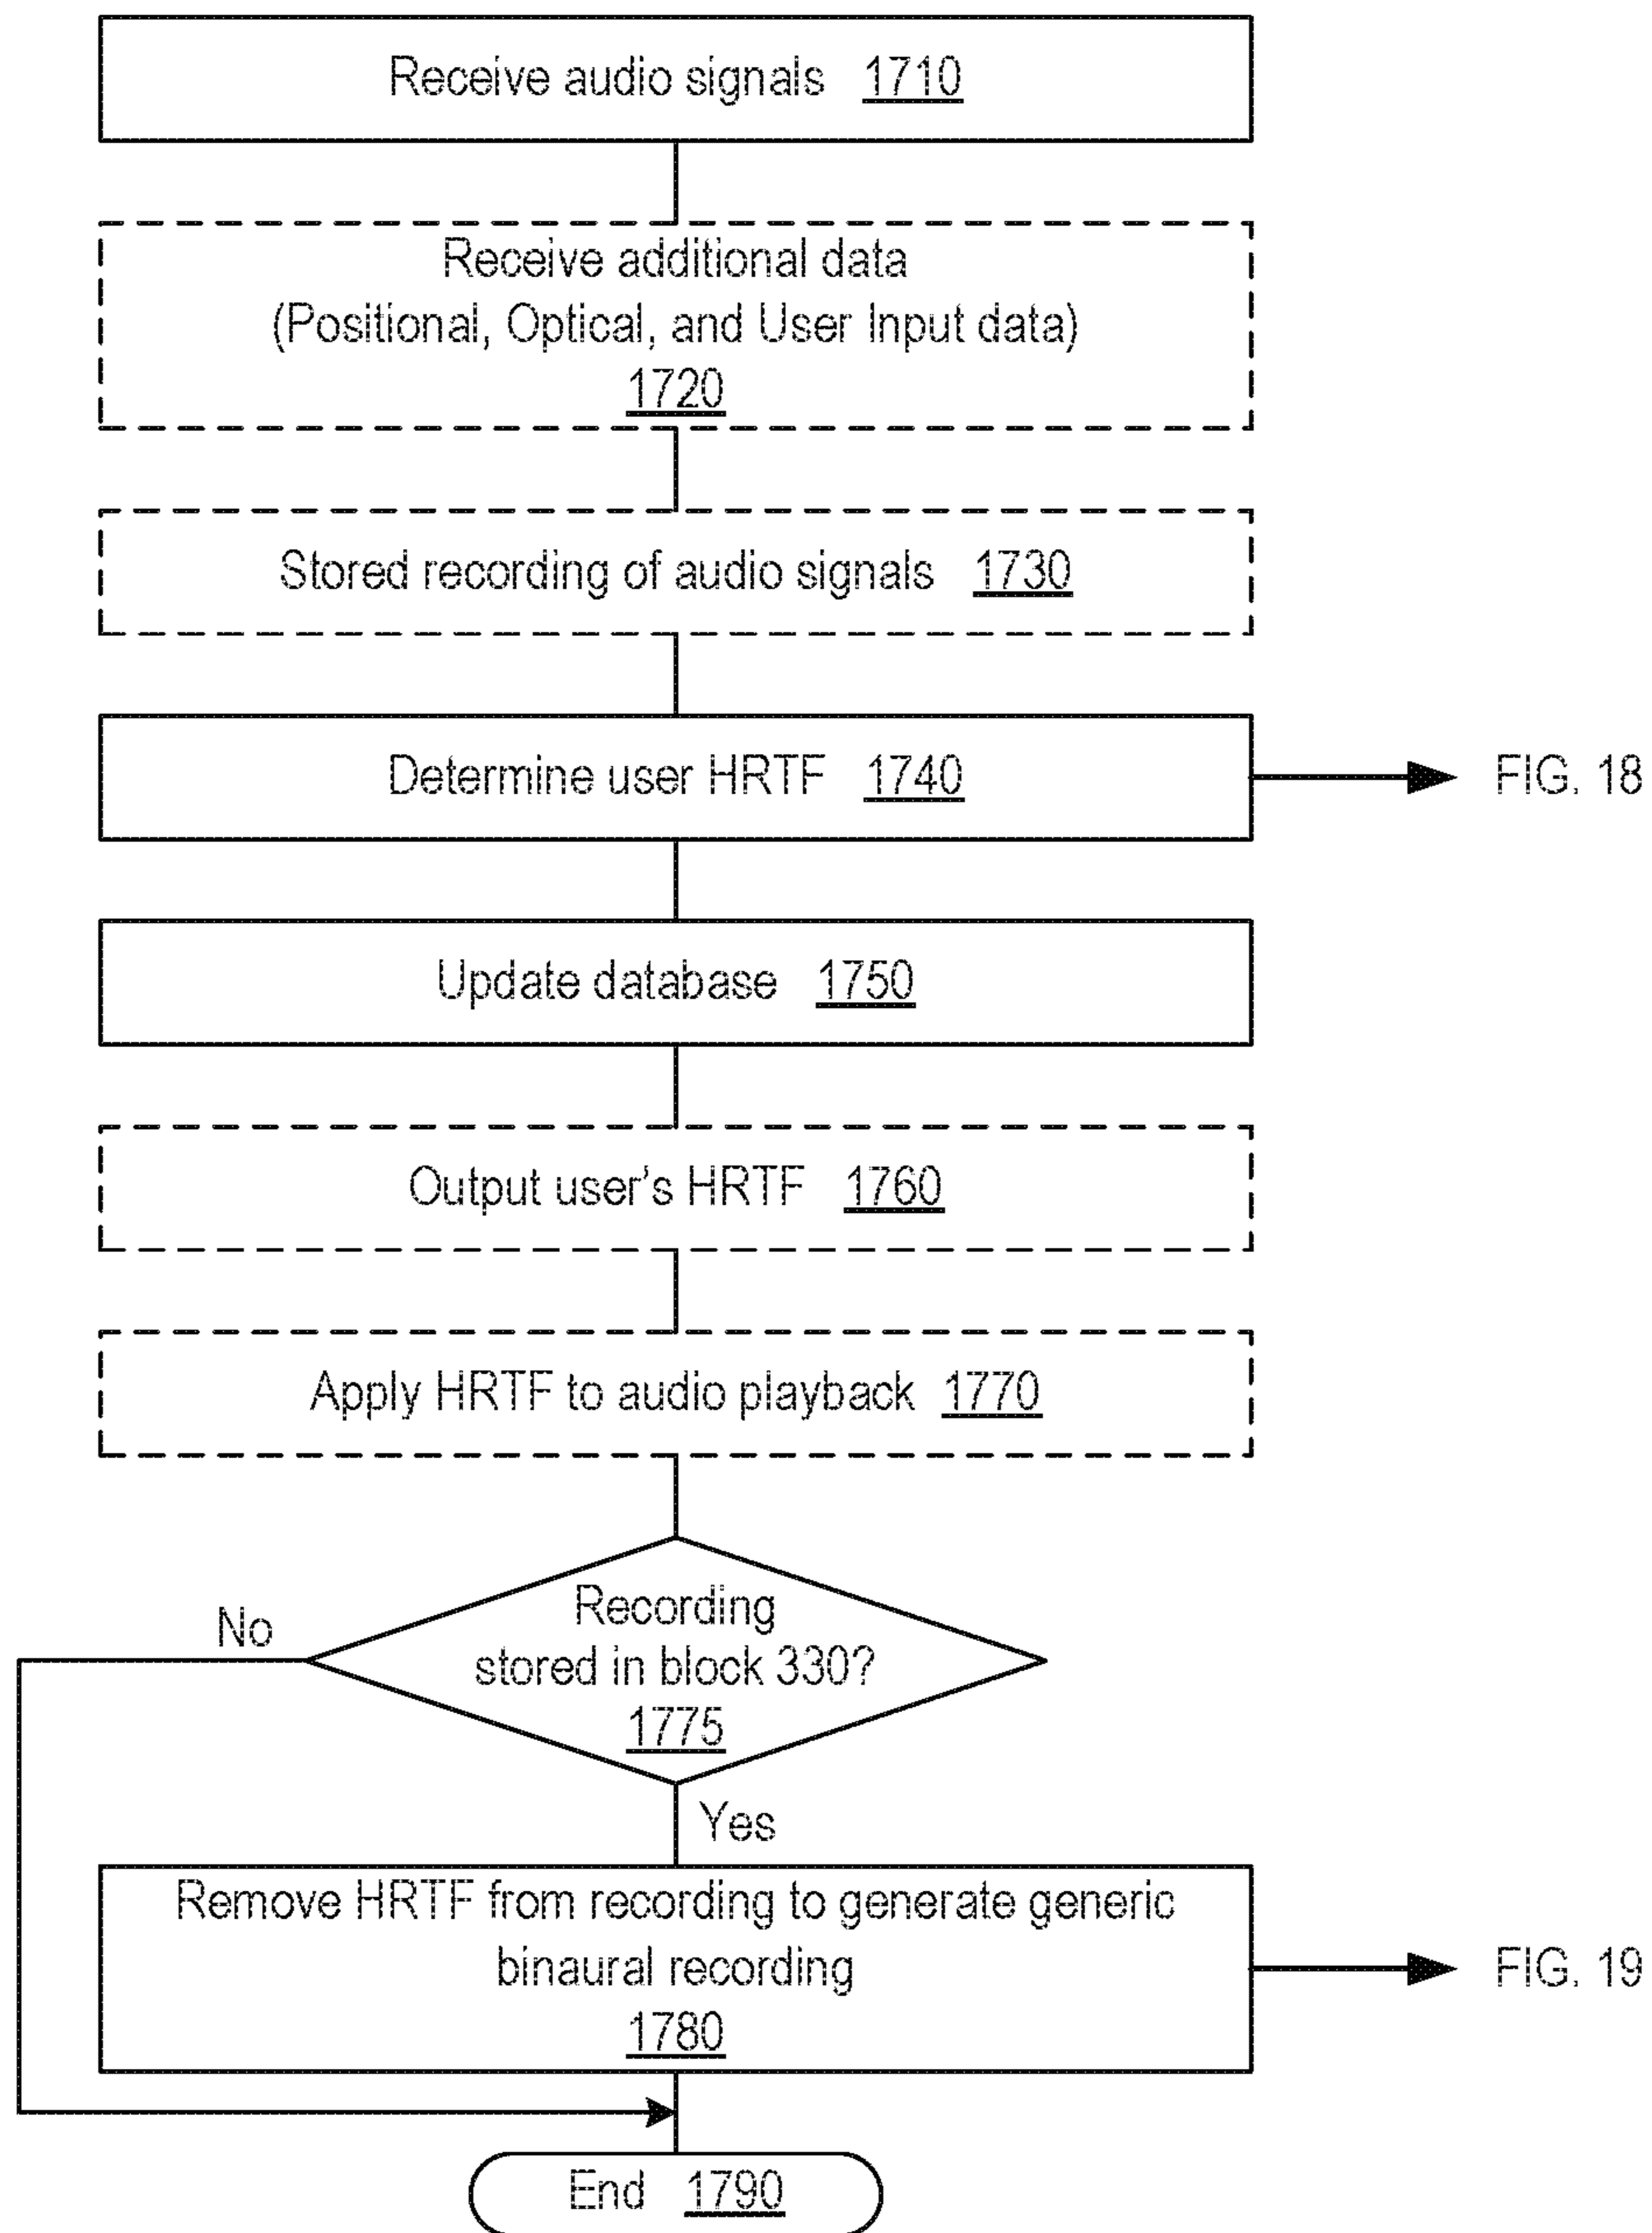 Receive audio signals 1710
Receive additional data
(Positional, Optical, and User Input data)
1720
Stored recording of audio signals 1730
Determine user HRTF 1740
FIG. 18
Update database 1750
Output user's HRTF 1760
Apply HRTF to audio playback 1770
Recording
stored in block 330?
1775
No
Yes
Remove HRTF from recording to generate generic
binaural recording
1780
FIG. 19
End 1790